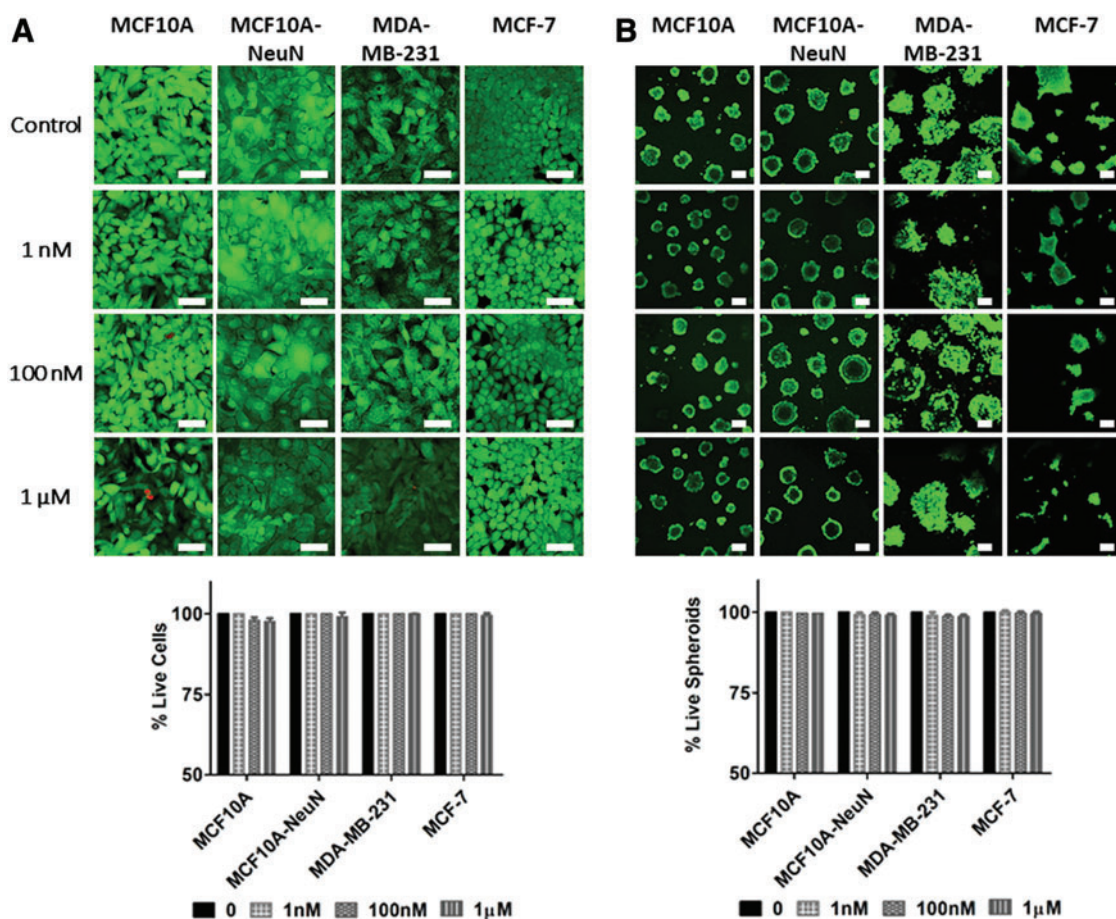 A
MCF10A
MCF10A-
NeuN
MDA-
MB-231
MCF-7
Control
1 nM
100 nM
1 μM
% Live Cells
100
75
50
MCF10A
MCF10A-NeuN
MDA-MB-231
MCF-7
0
1nM
100nM
1μM
B
MCF10A
MCF10A-
NeuN
MDA-
MB-231
MCF-7
% Live Spheroids
100
75
50
MCF10A
MCF10A-NeuN
MDA-MB-231
MCF-7
0
1nM
100nM
1μM